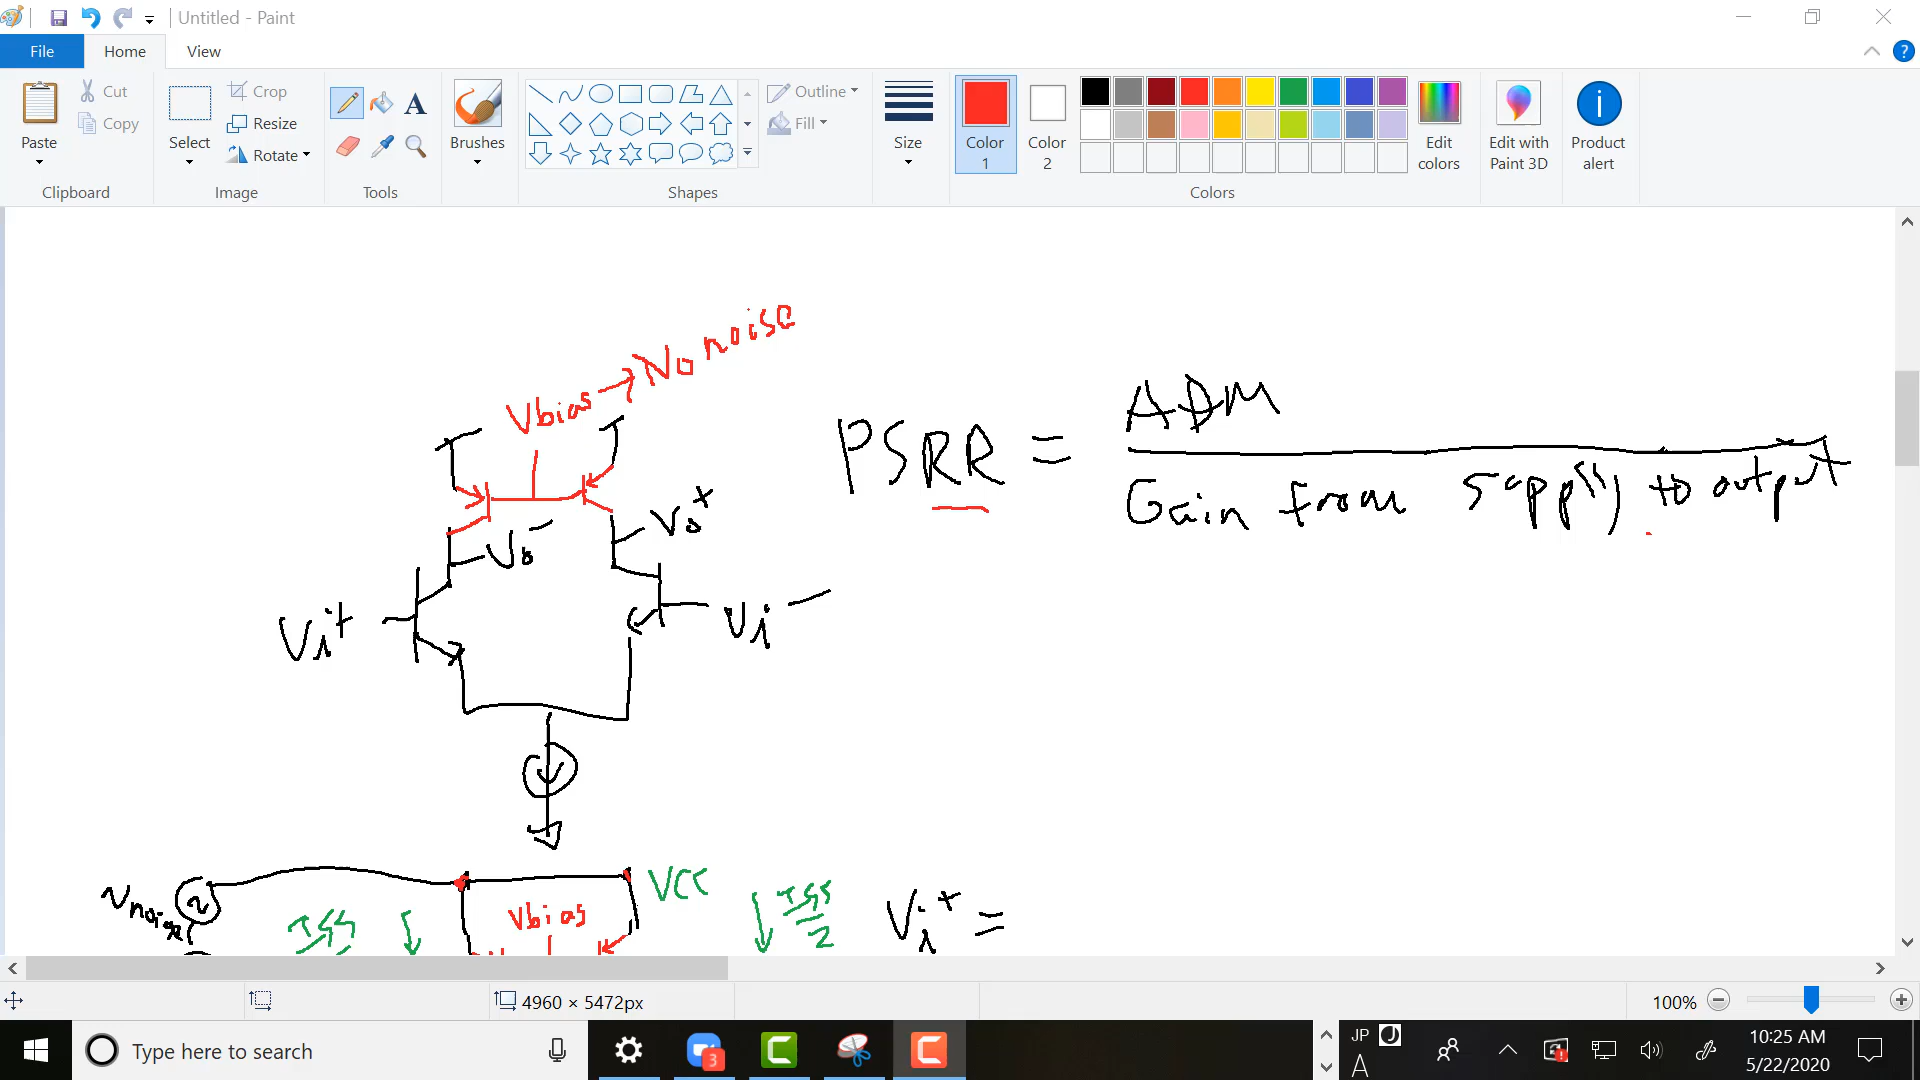 Untitled - Paint
File Home View
Paste
Cut
Copy
Clipboard
Select
Crop
Resize
Rotate
Image
Tools
Brushes
Shapes
Outline
Fill
Size
Color 1
Color 2
Colors
Edit colors
Edit with Paint 3D
Product alert
Vbias → No noise
PSRR = ADM
Gain from supply to output
Vo-
Vo+
Vi+
Vi-
Vnoise
ISS
Vbias
VCC
ISS
2
Vi+ =
4960 × 5472px
100%
Type here to search
3
JP
A
10:25 AM
5/22/2020